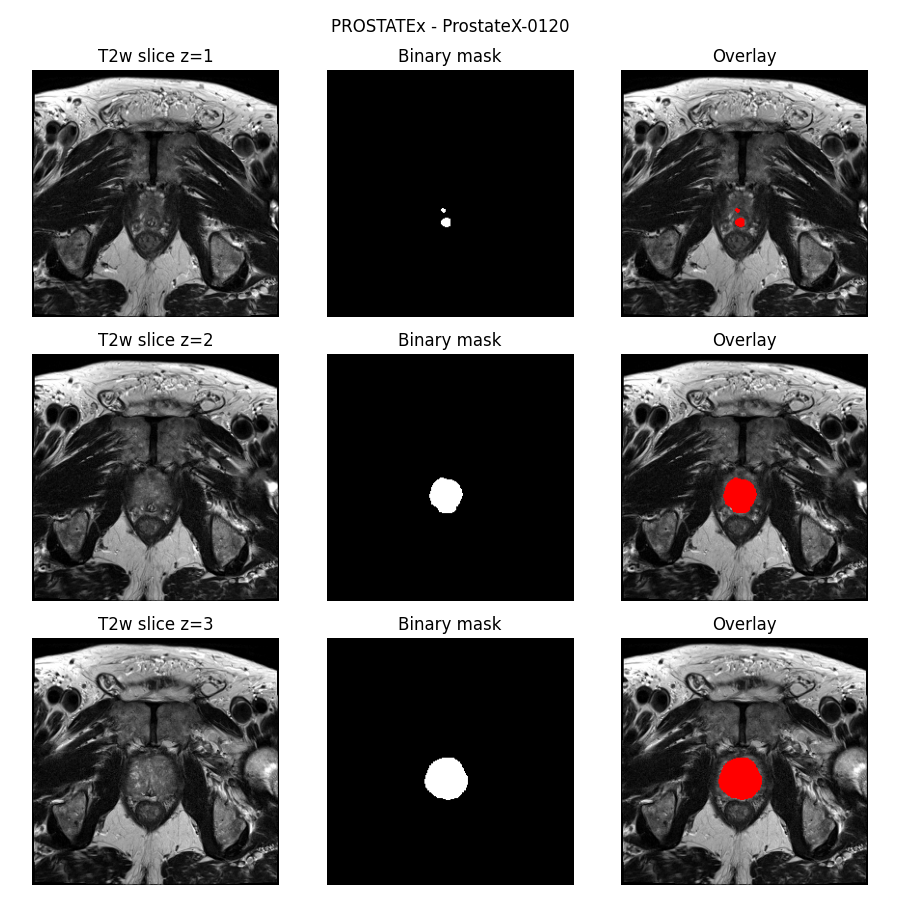 PROSTATEx - ProstateX-0120
T2w slice z=1
Binary mask
Overlay
T2w slice z=2
Binary mask
Overlay
T2w slice z=3
Binary mask
Overlay